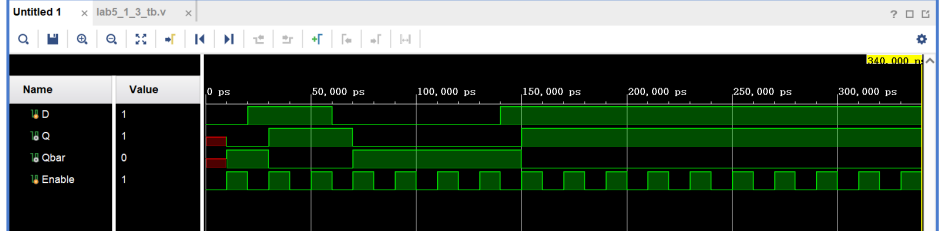 Untitled 1 × lab5_1_3_tb.v × ?
340,000 ps
Name Value
0 ps 50,000 ps 100,000 ps 150,000 ps 200,000 ps 250,000 ps 300,000 ps
D 1
Q 1
Qbar 0
Enable 1